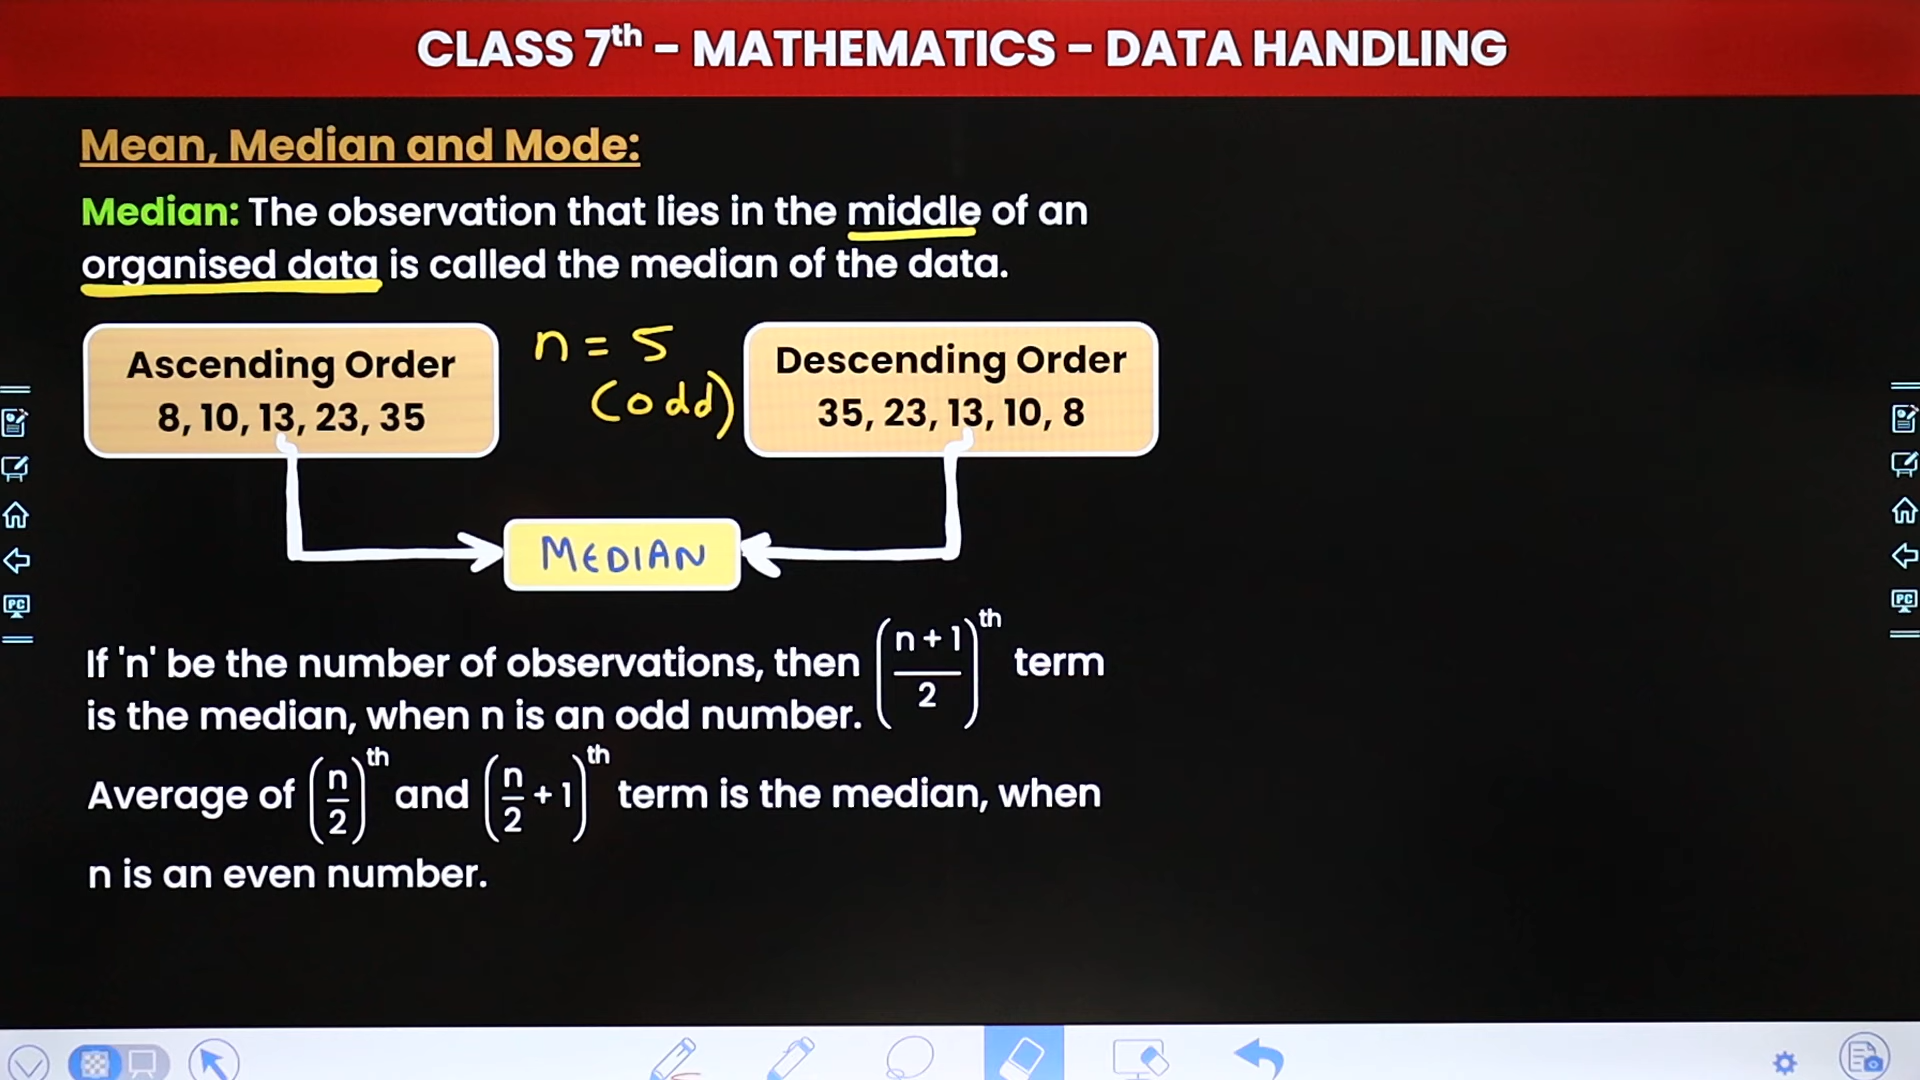 CLASS 7th – MATHEMATICS – DATA HANDLING
Mean, Median and Mode:
Median: The observation that lies in the middle of an
organised data is called the median of the data.
Ascending Order
8, 10, 13, 23, 35
n = 5
(odd)
Descending Order
35, 23, 13, 10, 8
MEDIAN
If 'n' be the number of observations, then ((n+1)/2)th term
is the median, when n is an odd number.
Average of (n/2)th and (n/2+1)th term is the median, when
n is an even number.
PC
PC